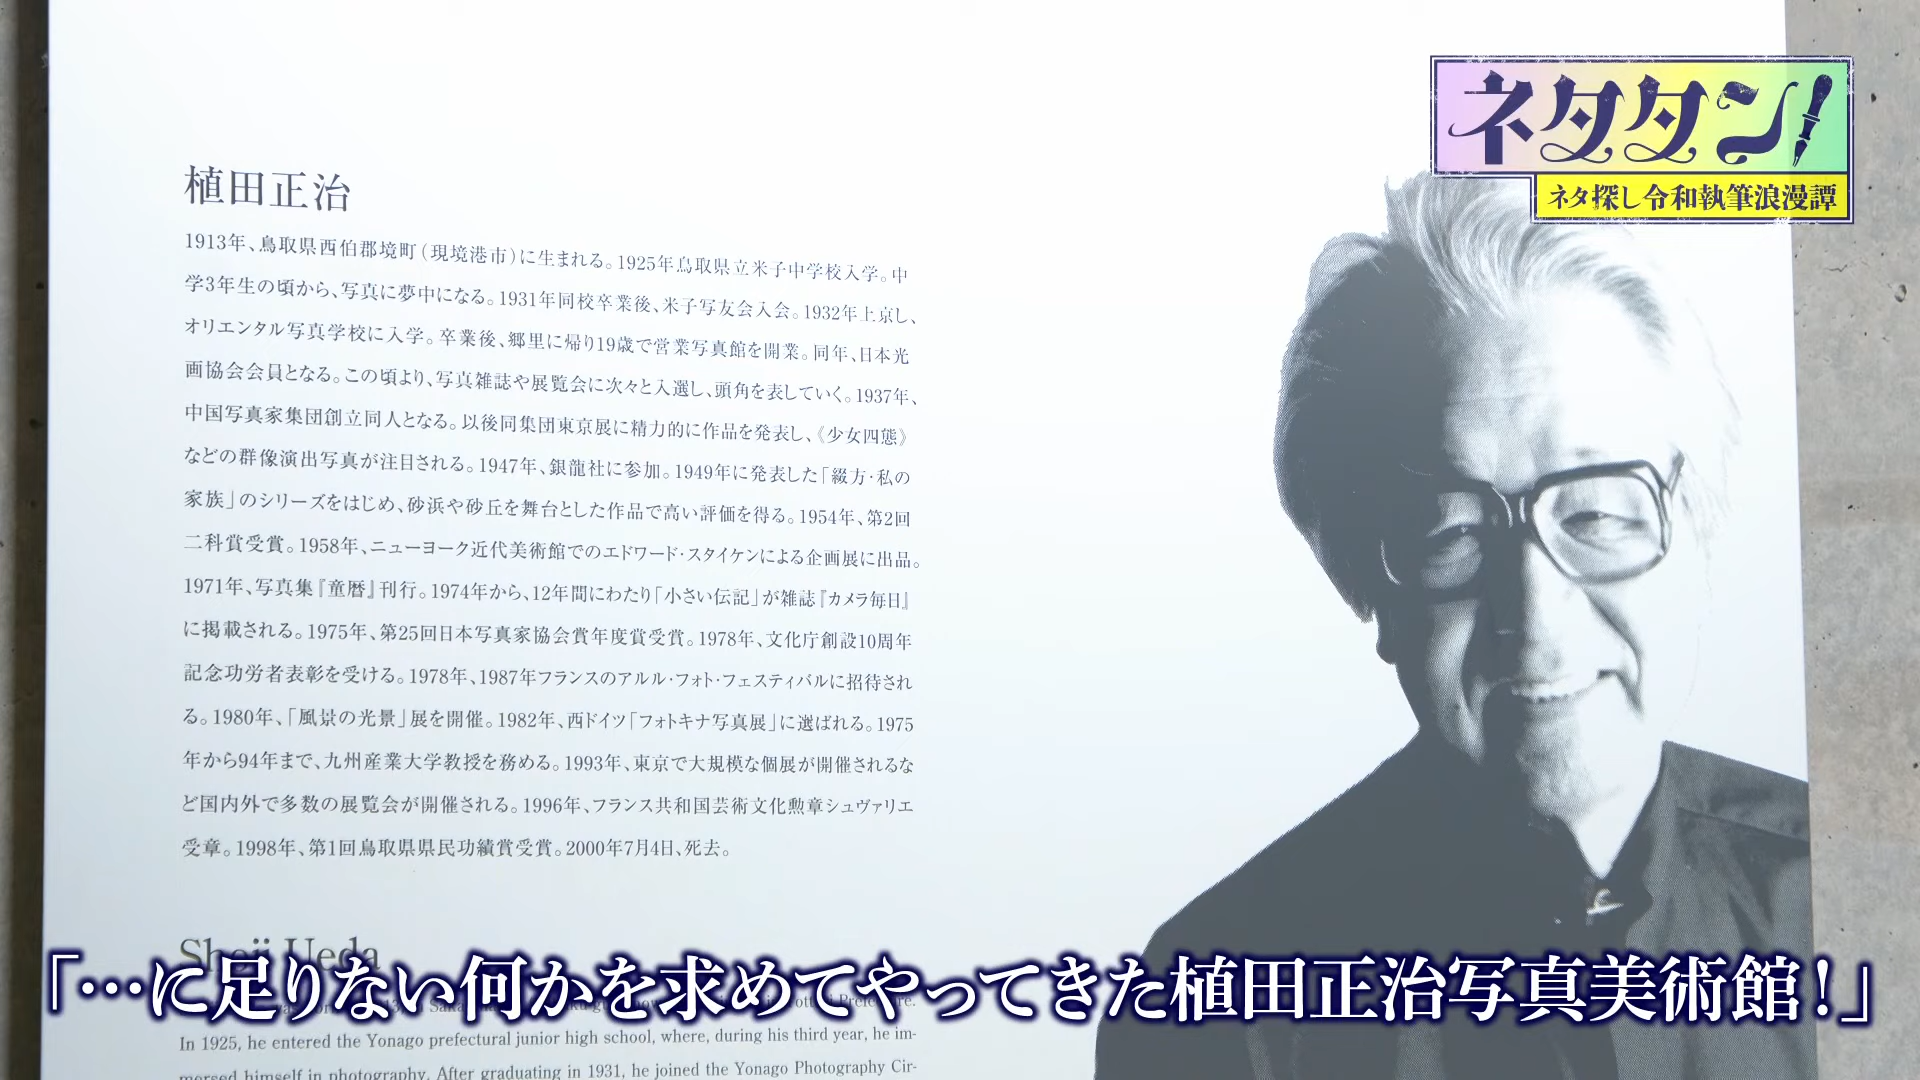 ネタタン!
ネタ探し令和執筆浪漫譚
植田正治
1913年、鳥取県西伯郡境町(現境港市)に生まれる。1925年鳥取県立米子中学校入学。中
学3年生の頃から、写真に夢中になる。1931年同校卒業後、米子写友会入会。1932年上京し、
オリエンタル写真学校に入学。卒業後、郷里に帰り19歳で営業写真館を開業。同年、日本光
画協会会員となる。この頃より、写真雑誌や展覧会に次々と入選し、頭角を表していく。1937年、
中国写真家集団創立同人となる。以後同集団東京展に精力的に作品を発表し、《少女四態》
などの群像演出写真が注目される。1947年、銀龍社に参加。1949年に発表した「綴方・私の
家族」のシリーズをはじめ、砂浜や砂丘を舞台とした作品で高い評価を得る。1954年、第2回
二科賞受賞。1958年、ニューヨーク近代美術館でのエドワード・スタイケンによる企画展に出品。
1971年、写真集『童暦』刊行。1974年から、12年間にわたり「小さい伝記」が雑誌『カメラ毎日』
に掲載される。1975年、第25回日本写真家協会賞年度賞受賞。1978年、文化庁創設10周年
記念功労者表彰を受ける。1978年、1987年フランスのアルル・フォト・フェスティバルに招待され
る。1980年、「風景の光景」展を開催。1982年、西ドイツ「フォトキナ写真展」に選ばれる。1975
年から94年まで、九州産業大学教授を務める。1993年、東京で大規模な個展が開催されるな
ど国内外で多数の展覧会が開催される。1996年、フランス共和国芸術文化勲章シュヴァリエ
受章。1998年、第1回鳥取県県民功績賞受賞。2000年7月4日、死去。
Shoji Ueda
「…に足りない何かを求めてやってきた植田正治写真美術館!」
In 1925, he entered the Yonago prefectural junior high school, where, during his third year, he im-
mersed himself in photography. After graduating in 1931, he joined the Yonago Photography Cir-